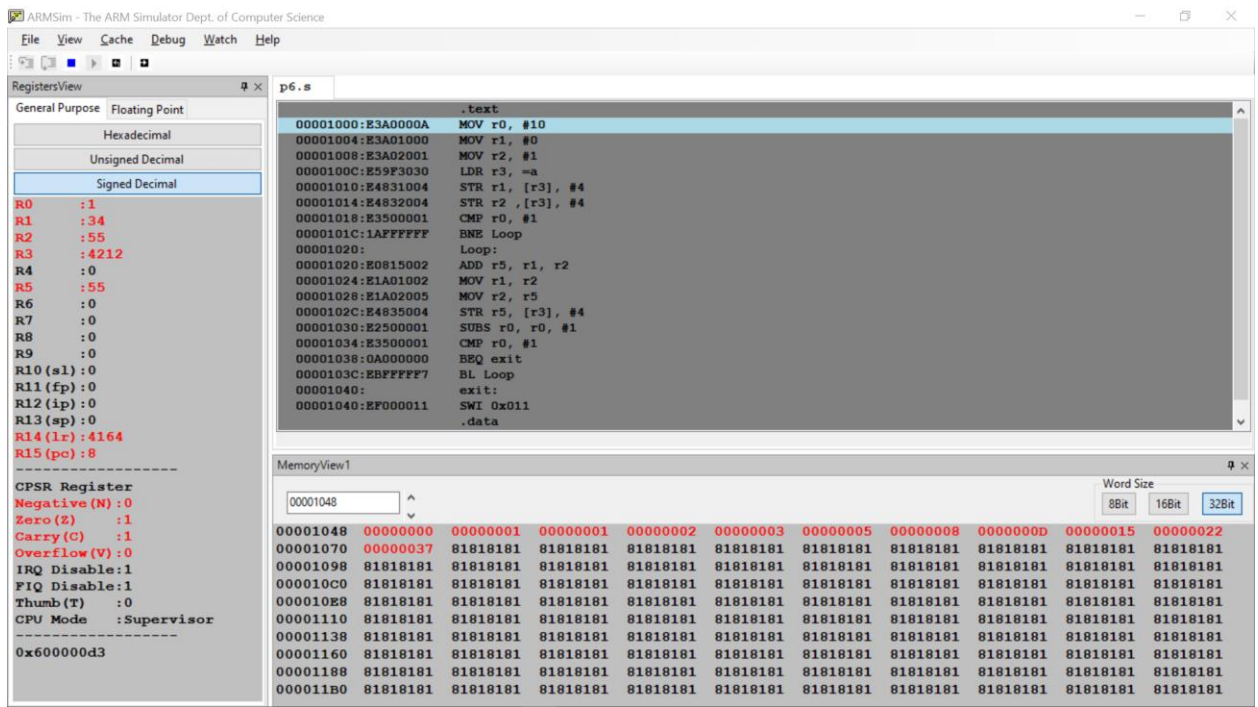 ARMSim - The ARM Simulator Dept. of Computer Science
File View Cache Debug Watch Help
RegistersView
General Purpose Floating Point
Hexadecimal
Unsigned Decimal
Signed Decimal
R0 :1
R1 :34
R2 :55
R3 :4212
R4 :0
R5 :55
R6 :0
R7 :0
R8 :0
R9 :0
R10(sl):0
R11(fp):0
R12(ip):0
R13(sp):0
R14(lr):4164
R15(pc):8
-------------------
CPSR Register
Negative(N):0
Zero(Z) :1
Carry(C) :1
Overflow(V):0
IRQ Disable:1
FIQ Disable:1
Thumb(T) :0
CPU Mode :Supervisor
-------------------
0x600000d3
p6.s
.text
00001000:E3A0000A MOV r0, #10
00001004:E3A01000 MOV r1, #0
00001008:E3A02001 MOV r2, #1
0000100C:E59F3030 LDR r3, =a
00001010:E4831004 STR r1, [r3], #4
00001014:E4832004 STR r2 ,[r3], #4
00001018:E3500001 CMP r0, #1
0000101C:1AFFFFFF BNE Loop
00001020: Loop:
00001020:E0815002 ADD r5, r1, r2
00001024:E1A01002 MOV r1, r2
00001028:E1A02005 MOV r2, r5
0000102C:E4835004 STR r5, [r3], #4
00001030:E2500001 SUBS r0, r0, #1
00001034:E3500001 CMP r0, #1
00001038:0A000000 BEQ exit
0000103C:EBFFFFF7 BL Loop
00001040: exit:
00001040:EF000011 SWI 0x011
.data
MemoryView1
Word Size
00001048 8Bit 16Bit 32Bit
00001048 00000000 00000001 00000001 00000002 00000003 00000005 00000008 0000000D 00000015 00000022
00001070 00000037 81818181 81818181 81818181 81818181 81818181 81818181 81818181 81818181 81818181
00001098 81818181 81818181 81818181 81818181 81818181 81818181 81818181 81818181 81818181 81818181
000010C0 81818181 81818181 81818181 81818181 81818181 81818181 81818181 81818181 81818181 81818181
000010E8 81818181 81818181 81818181 81818181 81818181 81818181 81818181 81818181 81818181 81818181
00001110 81818181 81818181 81818181 81818181 81818181 81818181 81818181 81818181 81818181 81818181
00001138 81818181 81818181 81818181 81818181 81818181 81818181 81818181 81818181 81818181 81818181
00001160 81818181 81818181 81818181 81818181 81818181 81818181 81818181 81818181 81818181 81818181
00001188 81818181 81818181 81818181 81818181 81818181 81818181 81818181 81818181 81818181 81818181
000011B0 81818181 81818181 81818181 81818181 81818181 81818181 81818181 81818181 81818181 81818181